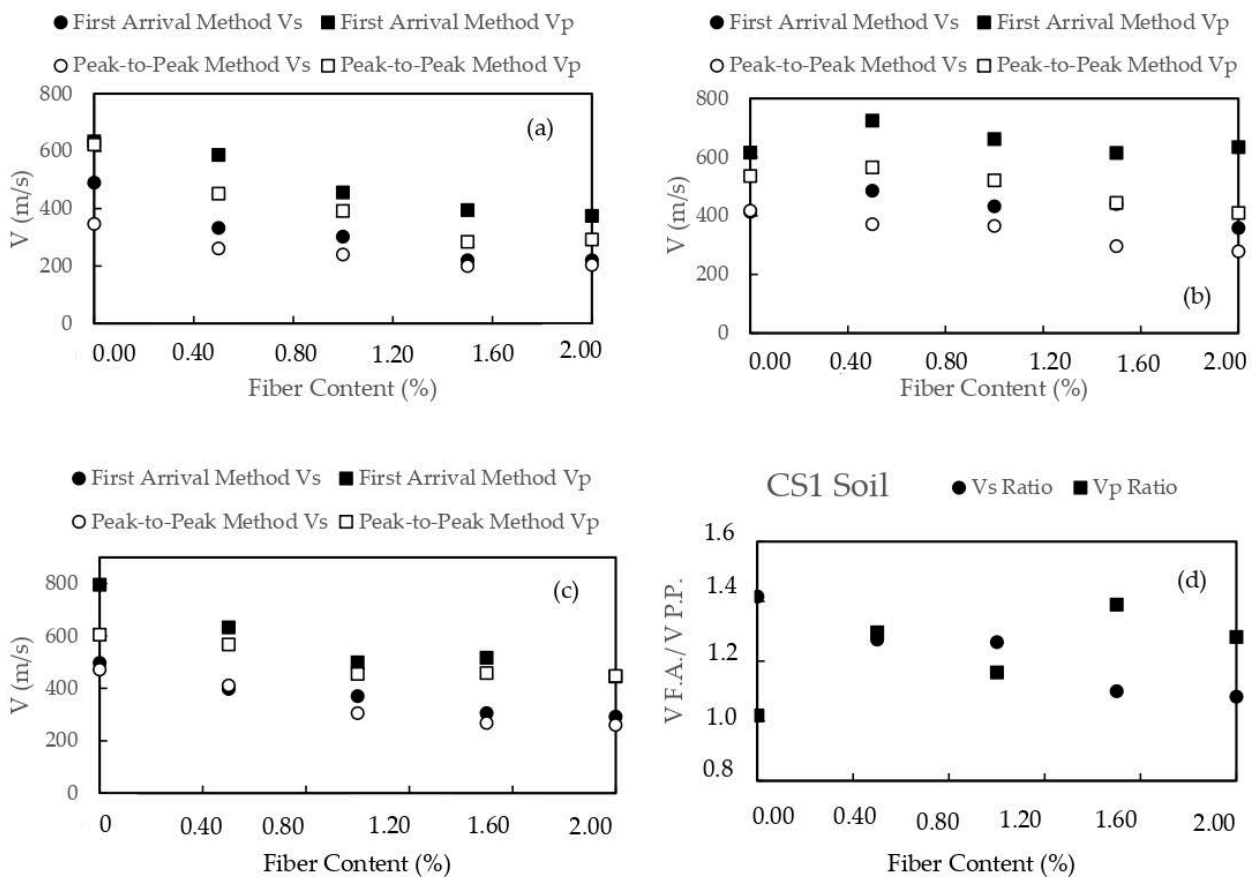 ● First Arrival Method Vs ■ First Arrival Method Vp
○ Peak-to-Peak Method Vs □ Peak-to-Peak Method Vp
800
600
400
200
0
V (m/s)
(a)
0.00 0.40 0.80 1.20 1.60 2.00
Fiber Content (%)
● First Arrival Method Vs ■ First Arrival Method Vp
○ Peak-to-Peak Method Vs □ Peak-to-Peak Method Vp
800
600
400
200
0
V (m/s)
(b)
0.00 0.40 0.80 1.20 1.60 2.00
Fiber Content (%)
● First Arrival Method Vs ■ First Arrival Method Vp
○ Peak-to-Peak Method Vs □ Peak-to-Peak Method Vp
800
600
400
200
0
V (m/s)
(c)
0 0.40 0.80 1.20 1.60 2.00
Fiber Content (%)
CS1 Soil ● Vs Ratio ■ Vp Ratio
1.6
1.4
1.2
1.0
0.8
V F.A./ V P.P.
(d)
0.00 0.40 0.80 1.20 1.60 2.00
Fiber Content (%)